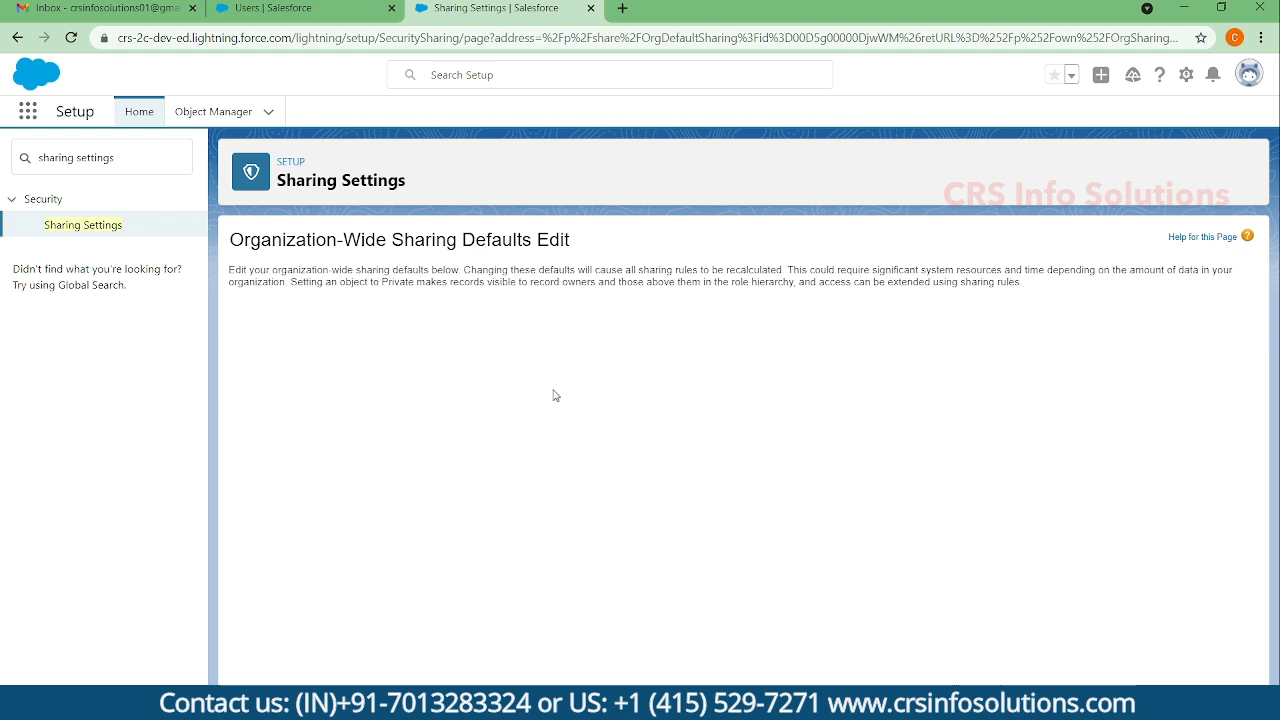 Inbox - crsinfosolutions01@gmai
Users | Salesforce
Sharing Settings | Salesforce
crs-2c-dev-ed.lightning.force.com/lightning/setup/SecuritySharing/page?address=%2Fp%2Fshare%2FOrgDefaultSharing%3Fid%3D00D5g00000DjwWM%26retURL%3D%252Fp%252Fown%252FOrgSharing...
C
Search Setup
Setup
Home
Object Manager
sharing settings
Security
Sharing Settings
Didn't find what you're looking for?
Try using Global Search.
SETUP
Sharing Settings
CRS Info Solutions
Organization-Wide Sharing Defaults Edit
Help for this Page
Edit your organization-wide sharing defaults below. Changing these defaults will cause all sharing rules to be recalculated. This could require significant system resources and time depending on the amount of data in your
organization. Setting an object to Private makes records visible to record owners and those above them in the role hierarchy, and access can be extended using sharing rules.
Contact us: (IN)+91-7013283324 or US: +1 (415) 529-7271 www.crsinfosolutions.com